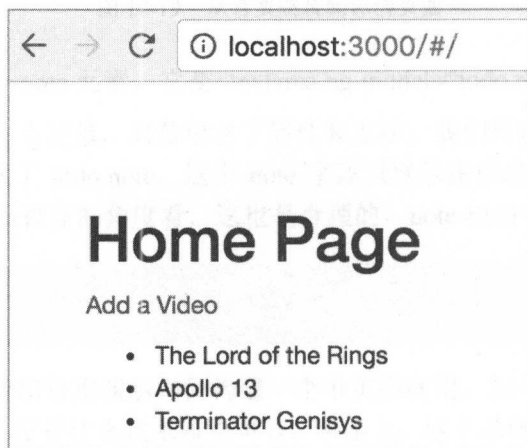 localhost:3000/#/
Home Page
Add a Video
• The Lord of the Rings
• Apollo 13
• Terminator Genisys